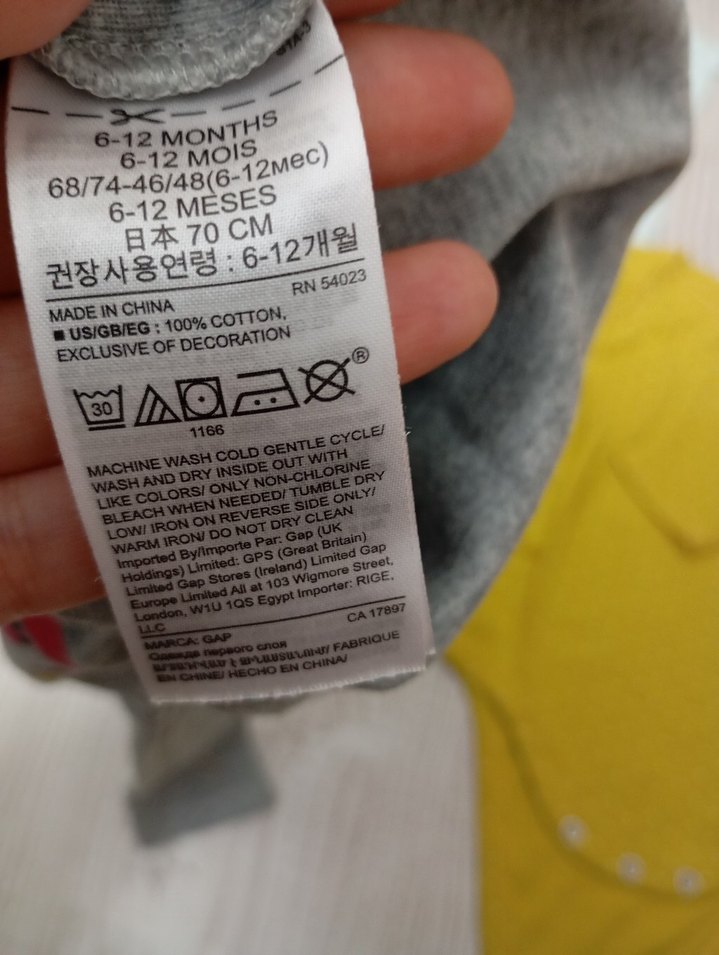 6-12 MONTHS
6-12 MOIS
68/74-46/48(6-12мес)
6-12 MESES
日本 70 CM
권장사용연령 : 6-12개월
RN 54023
MADE IN CHINA
■ US/GB/EG : 100% COTTON,
EXCLUSIVE OF DECORATION
30
®
1166
MACHINE WASH COLD GENTLE CYCLE/
WASH AND DRY INSIDE OUT WITH
LIKE COLORS/ ONLY NON-CHLORINE
BLEACH WHEN NEEDED/ TUMBLE DRY
LOW/ IRON ON REVERSE SIDE ONLY/
WARM IRON/ DO NOT DRY CLEAN
Imported By/Importe Par: Gap (UK
Holdings) Limited: GPS (Great Britain)
Limited Gap Stores (Ireland) Limited Gap
Europe Limited All at 103 Wigmore Street,
London, W1U 1QS Egypt Importer: RIGE,
LLC
CA 17897
MARCA: GAP
Одежда первого слоя
FABRIQUE
EN CHINE/ HECHO EN CHINA/